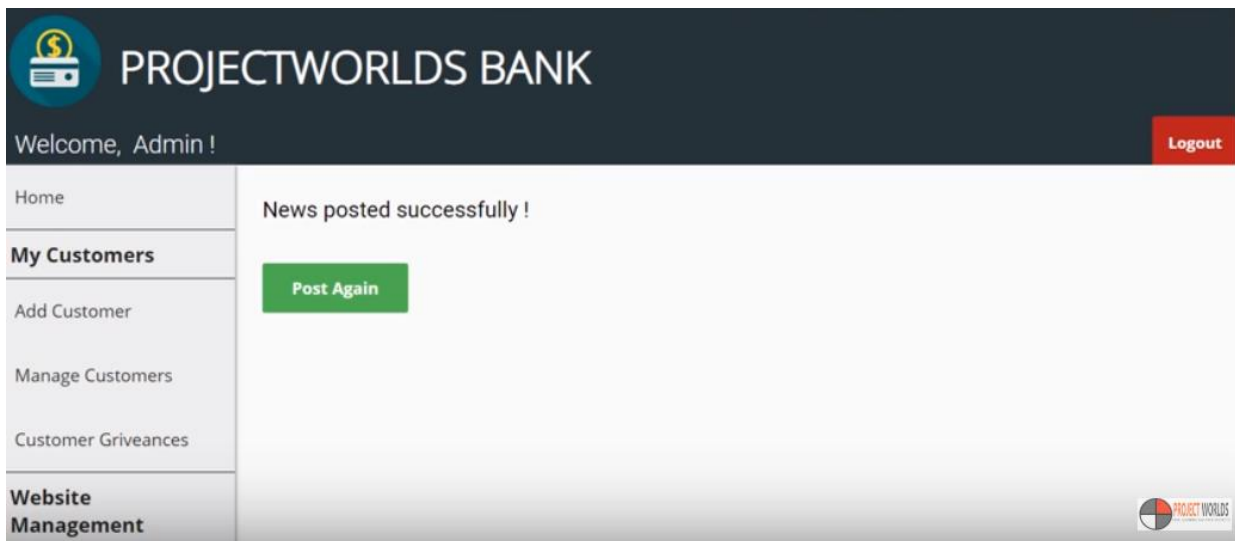 PROJECTWORLDS BANK
Welcome, Admin !
Logout
Home
My Customers
Add Customer
Manage Customers
Customer Griveances
Website
Management
News posted successfully !
Post Again
PROJECT WORLDS